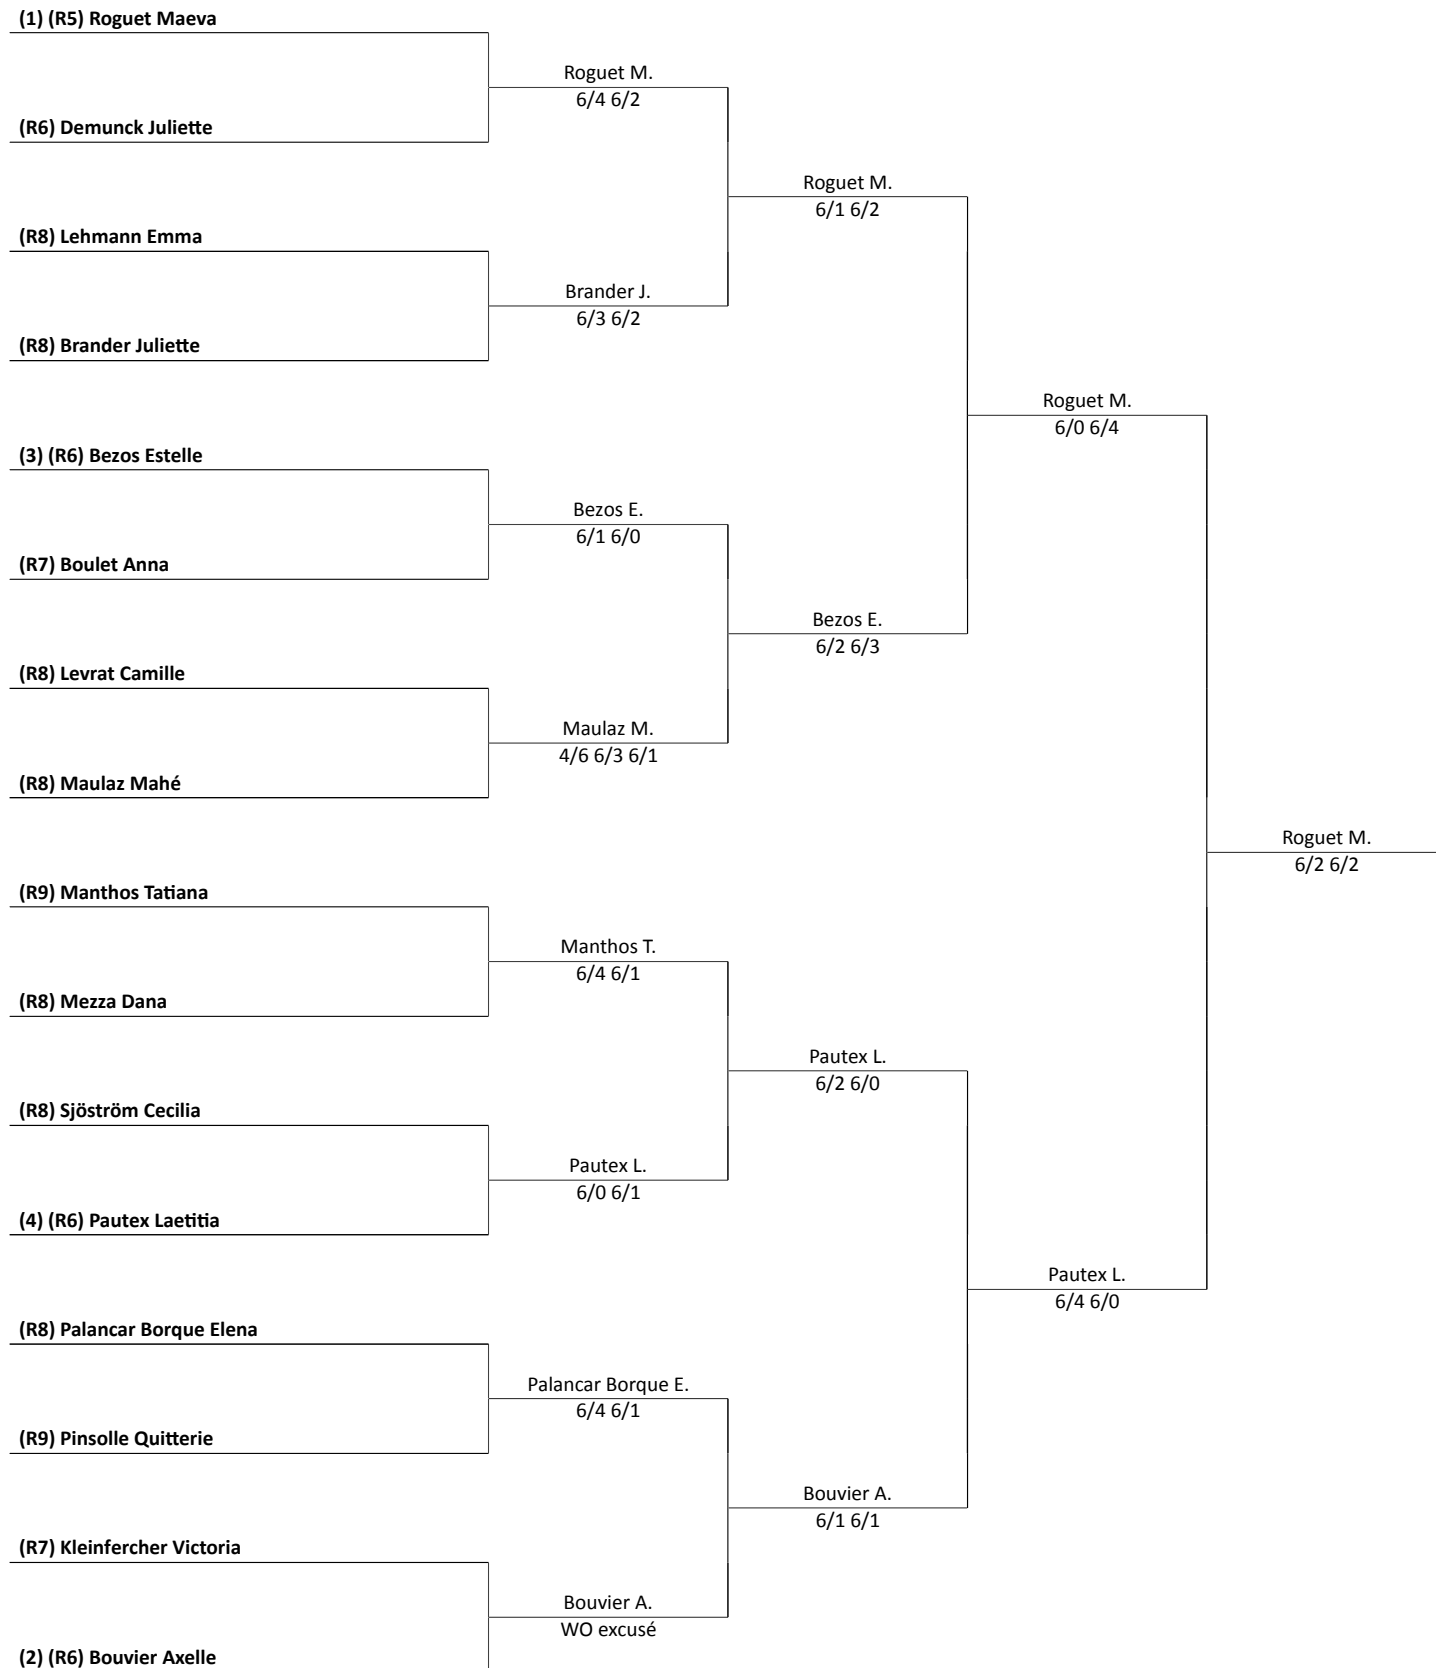 (1) (R5) Roguet Maeva
Roguet M.
6/4 6/2
(R6) Demunck Juliette
Roguet M.
6/1 6/2
(R8) Lehmann Emma
Brander J.
6/3 6/2
(R8) Brander Juliette
Roguet M.
6/0 6/4
(3) (R6) Bezos Estelle
Bezos E.
6/1 6/0
(R7) Boulet Anna
Bezos E.
6/2 6/3
(R8) Levrat Camille
Maulaz M.
4/6 6/3 6/1
(R8) Maulaz Mahé
Roguet M.
6/2 6/2
(R9) Manthos Tatiana
Manthos T.
6/4 6/1
(R8) Mezza Dana
Pautex L.
6/2 6/0
(R8) Sjöström Cecilia
Pautex L.
6/0 6/1
(4) (R6) Pautex Laetitia
Pautex L.
6/4 6/0
(R8) Palancar Borque Elena
Palancar Borque E.
6/4 6/1
(R9) Pinsolle Quitterie
Bouvier A.
6/1 6/1
(R7) Kleinfercher Victoria
Bouvier A.
WO excusé
(2) (R6) Bouvier Axelle